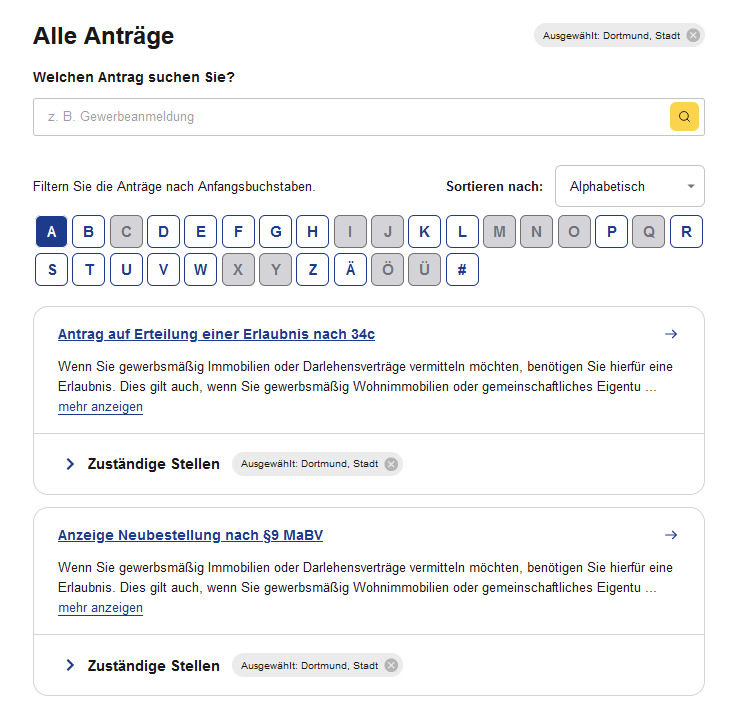 Alle Anträge
Ausgewählt: Dortmund, Stadt
Welchen Antrag suchen Sie?
z. B. Gewerbeanmeldung
Filtern Sie die Anträge nach Anfangsbuchstaben.
Sortieren nach:
Alphabetisch
A B C D E F G H I J K L M N O P Q R
S T U V W X Y Z Ä Ö Ü #
Antrag auf Erteilung einer Erlaubnis nach 34c
Wenn Sie gewerbsmäßig Immobilien oder Darlehensverträge vermitteln möchten, benötigen Sie hierfür eine
Erlaubnis. Dies gilt auch, wenn Sie gewerbsmäßig Wohnimmobilien oder gemeinschaftliches Eigentu ...
mehr anzeigen
Zuständige Stellen
Ausgewählt: Dortmund, Stadt
Anzeige Neubestellung nach §9 MaBV
Wenn Sie gewerbsmäßig Immobilien oder Darlehensverträge vermitteln möchten, benötigen Sie hierfür eine
Erlaubnis. Dies gilt auch, wenn Sie gewerbsmäßig Wohnimmobilien oder gemeinschaftliches Eigentu ...
mehr anzeigen
Zuständige Stellen
Ausgewählt: Dortmund, Stadt